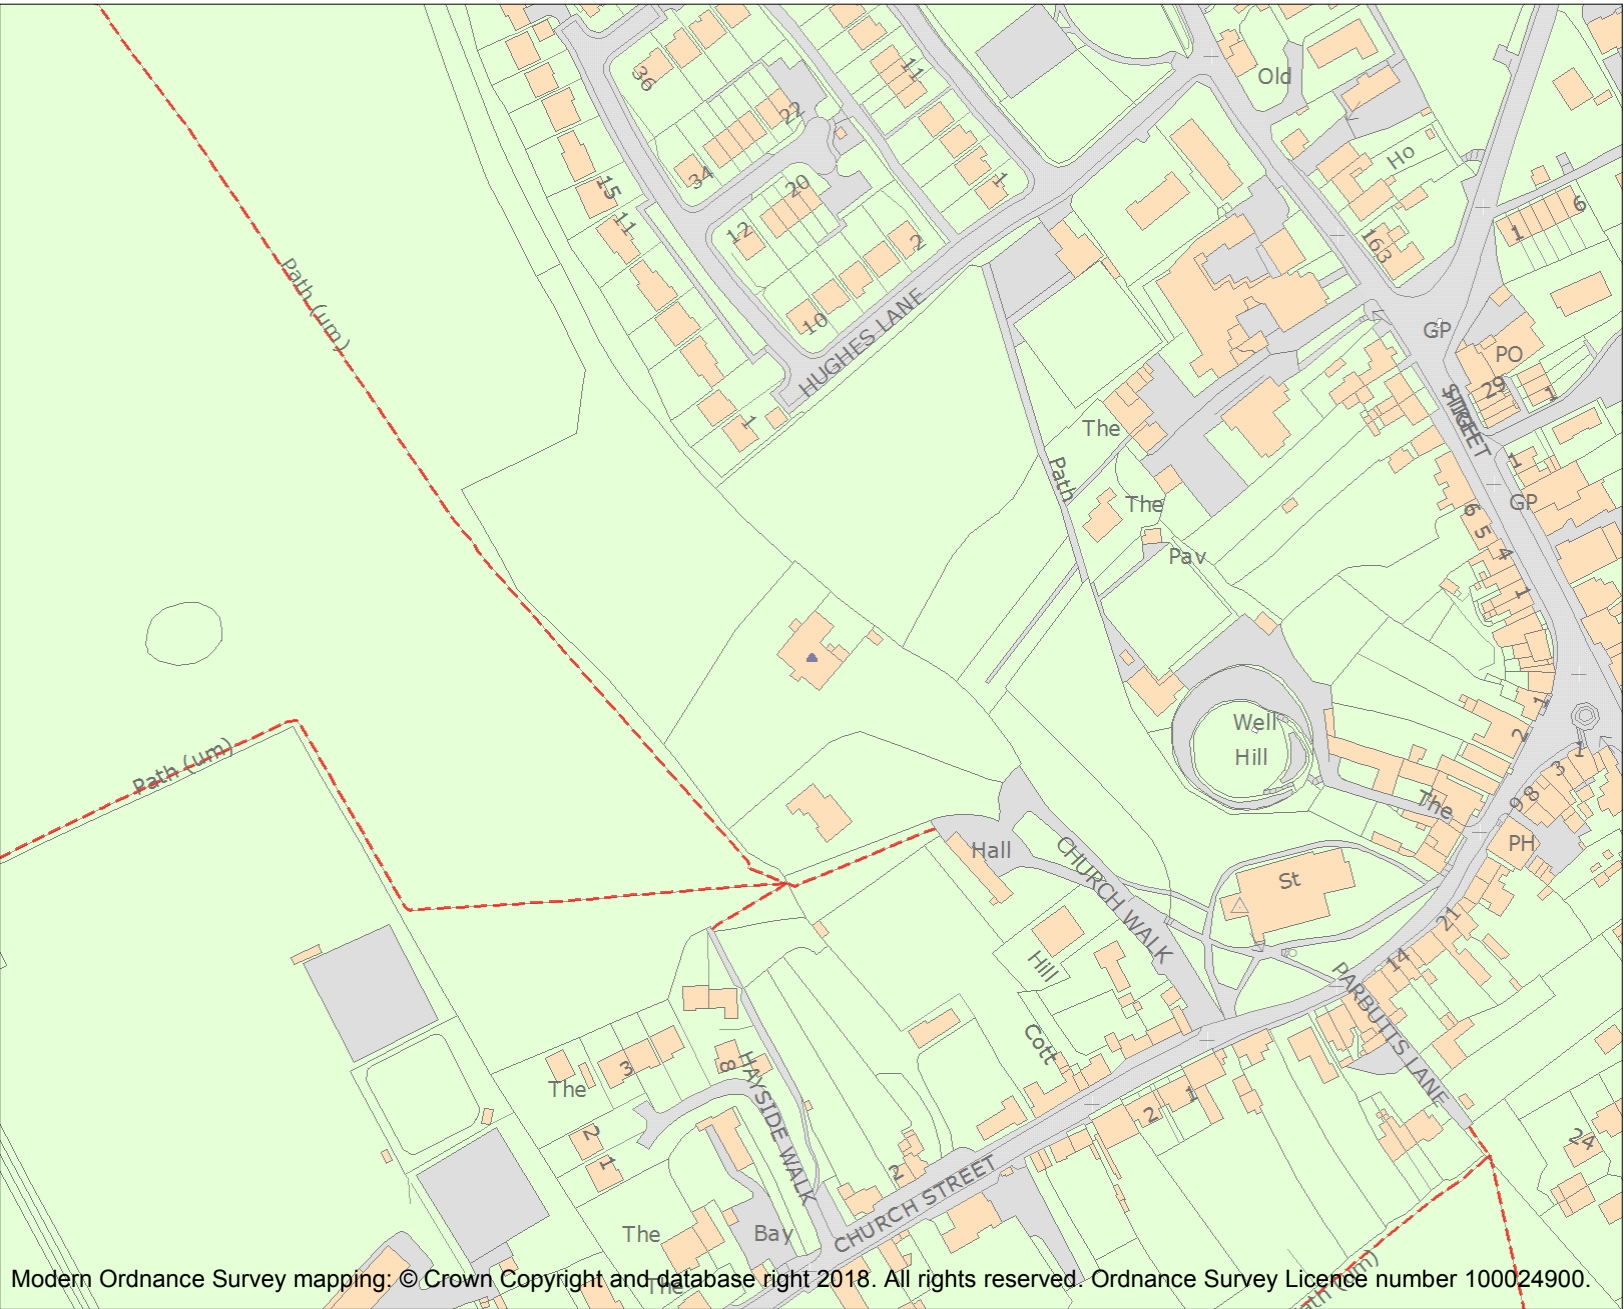 36
11
Old
22
Ho
34
15
20
1
6
11
12
2
1
163
Path (um)
10
HUGHES LANE
GP
PO
29
1
1
The
STREET
1
Path
The
GP
6
5
Pav
4
1
Well
Hill
1
2
1
3
Path (um)
8
9
The
PH
Hall
CHURCH WALK
St
21
Hill
14
PARBUTTS LANE
Cott
8
HAYSIDE WALK
3
The
2
1
2
1
24
2
CHURCH STREET
The
Bay
The
Path (um)
Modern Ordnance Survey mapping: © Crown Copyright and database right 2018. All rights reserved. Ordnance Survey Licence number 100024900.